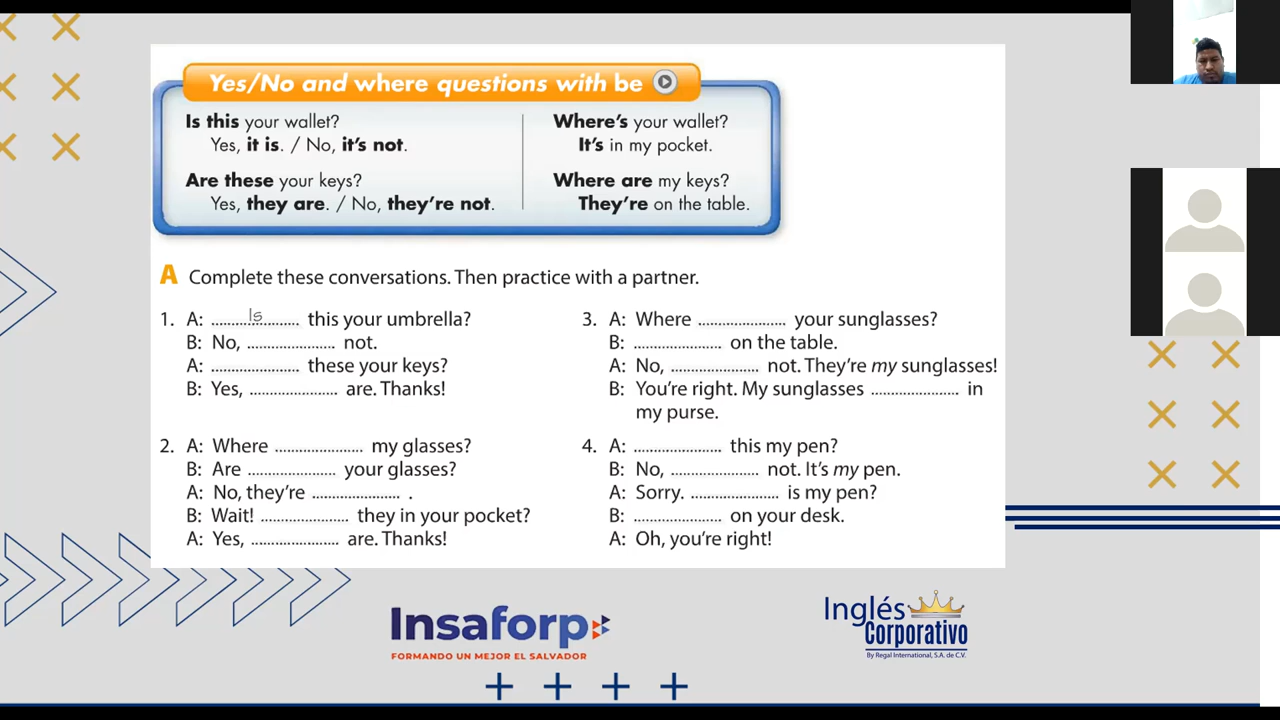 Yes/No and where questions with be
Is this your wallet?
Yes, it is. / No, it's not.
Are these your keys?
Yes, they are. / No, they're not.
Where's your wallet?
It's in my pocket.
Where are my keys?
They're on the table.
A Complete these conversations. Then practice with a partner.
1. A: ......Is...... this your umbrella?
B: No, ...................... not.
A: ...................... these your keys?
B: Yes, ...................... are. Thanks!
2. A: Where ...................... my glasses?
B: Are ...................... your glasses?
A: No, they're ...................... .
B: Wait! ...................... they in your pocket?
A: Yes, ...................... are. Thanks!
3. A: Where ...................... your sunglasses?
B: ...................... on the table.
A: No, ...................... not. They're my sunglasses!
B: You're right. My sunglasses ...................... in
my purse.
4. A: ...................... this my pen?
B: No, ...................... not. It's my pen.
A: Sorry. ...................... is my pen?
B: ...................... on your desk.
A: Oh, you're right!
Insaforp
FORMANDO UN MEJOR EL SALVADOR
Inglés
Corporativo
By Regal International, S.A. de C.V.